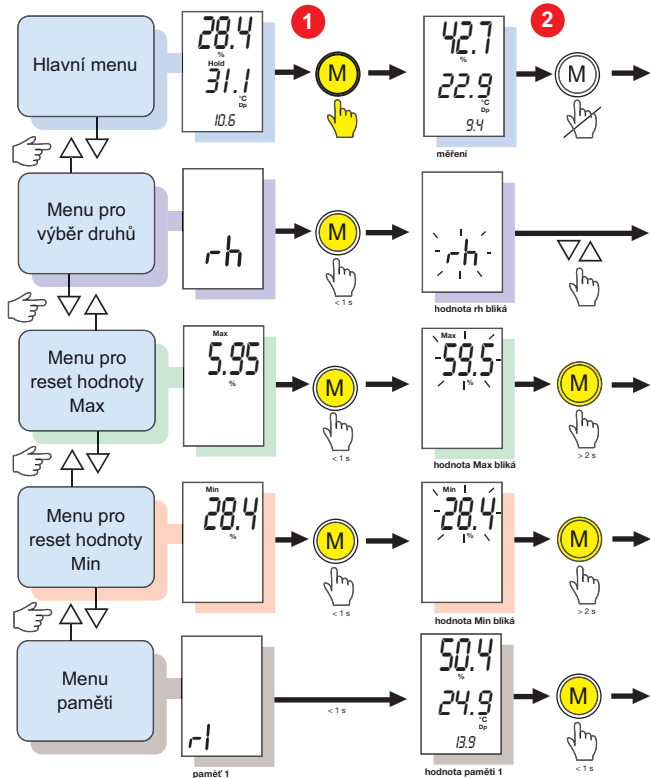 1
2
Hlavní menu
28.4
%
Hold
31.1
°C
Dp
10.6
M
42.7
%
22.9
°C
Dp
9.4
měření
M
Menu pro
výběr druhů
rh
M
< 1 s
rh
hodnota rh bliká
Menu pro
reset hodnoty
Max
Max
5.95
%
M
< 1 s
Max
59.5
%
hodnota Max bliká
M
> 2 s
Menu pro
reset hodnoty
Min
Min
28.4
%
M
< 1 s
Min
28.4
%
hodnota Min bliká
M
> 2 s
Menu
paměti
r1
paměť 1
< 1 s
50.4
%
24.9
°C
Dp
13.9
hodnota paměti 1
M
< 1 s